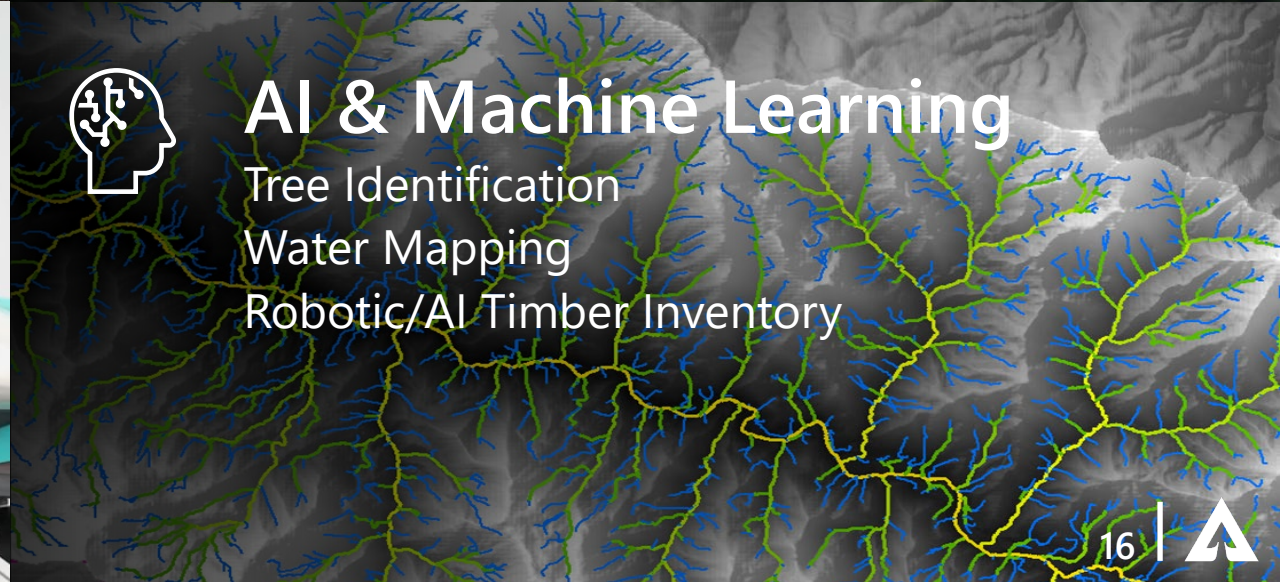 AI & Machine Learning
Tree Identification
Water Mapping
Robotic/AI Timber Inventory
16